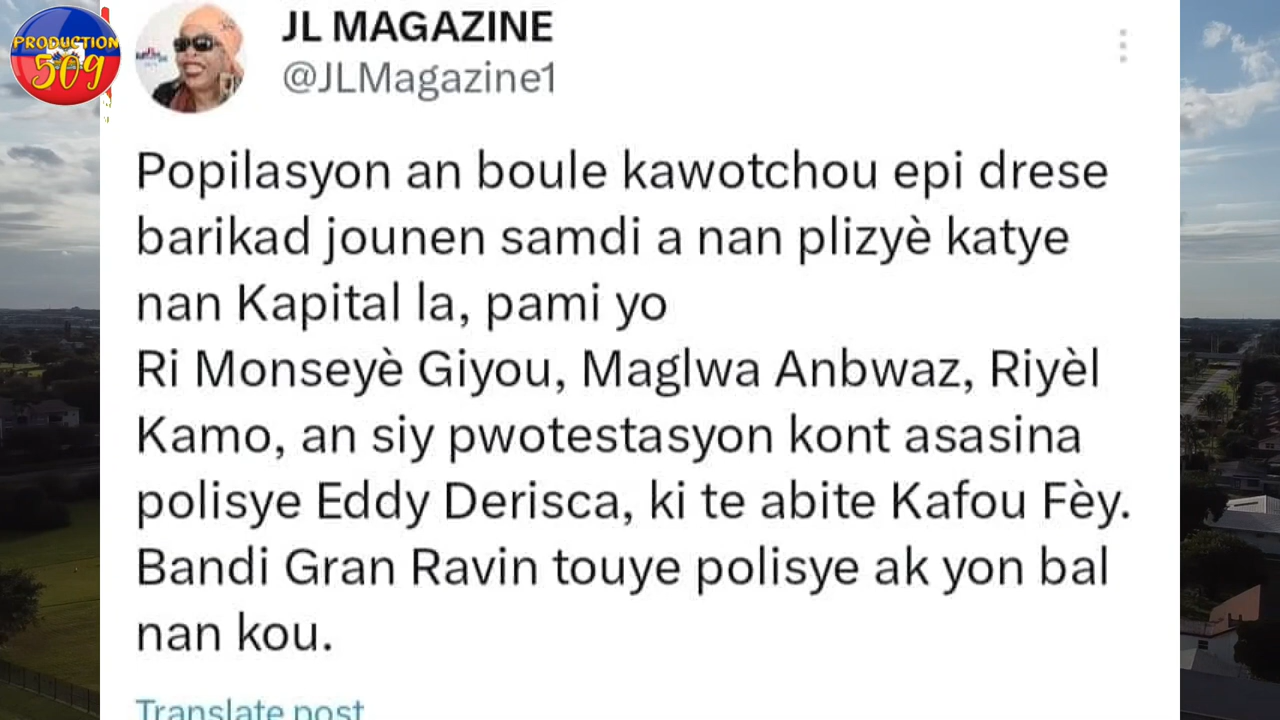 PRODUCTION
509
JL MAGAZINE
@JLMagazine1
Popilasyon an boule kawotchou epi drese
barikad jounen samdi a nan plizyè katye
nan Kapital la, pami yo
Ri Monseyè Giyou, Maglwa Anbwaz, Riyèl
Kamo, an siy pwotestasyon kont asasina
polisye Eddy Derisca, ki te abite Kafou Fèy.
Bandi Gran Ravin touye polisye ak yon bal
nan kou.
Translate post